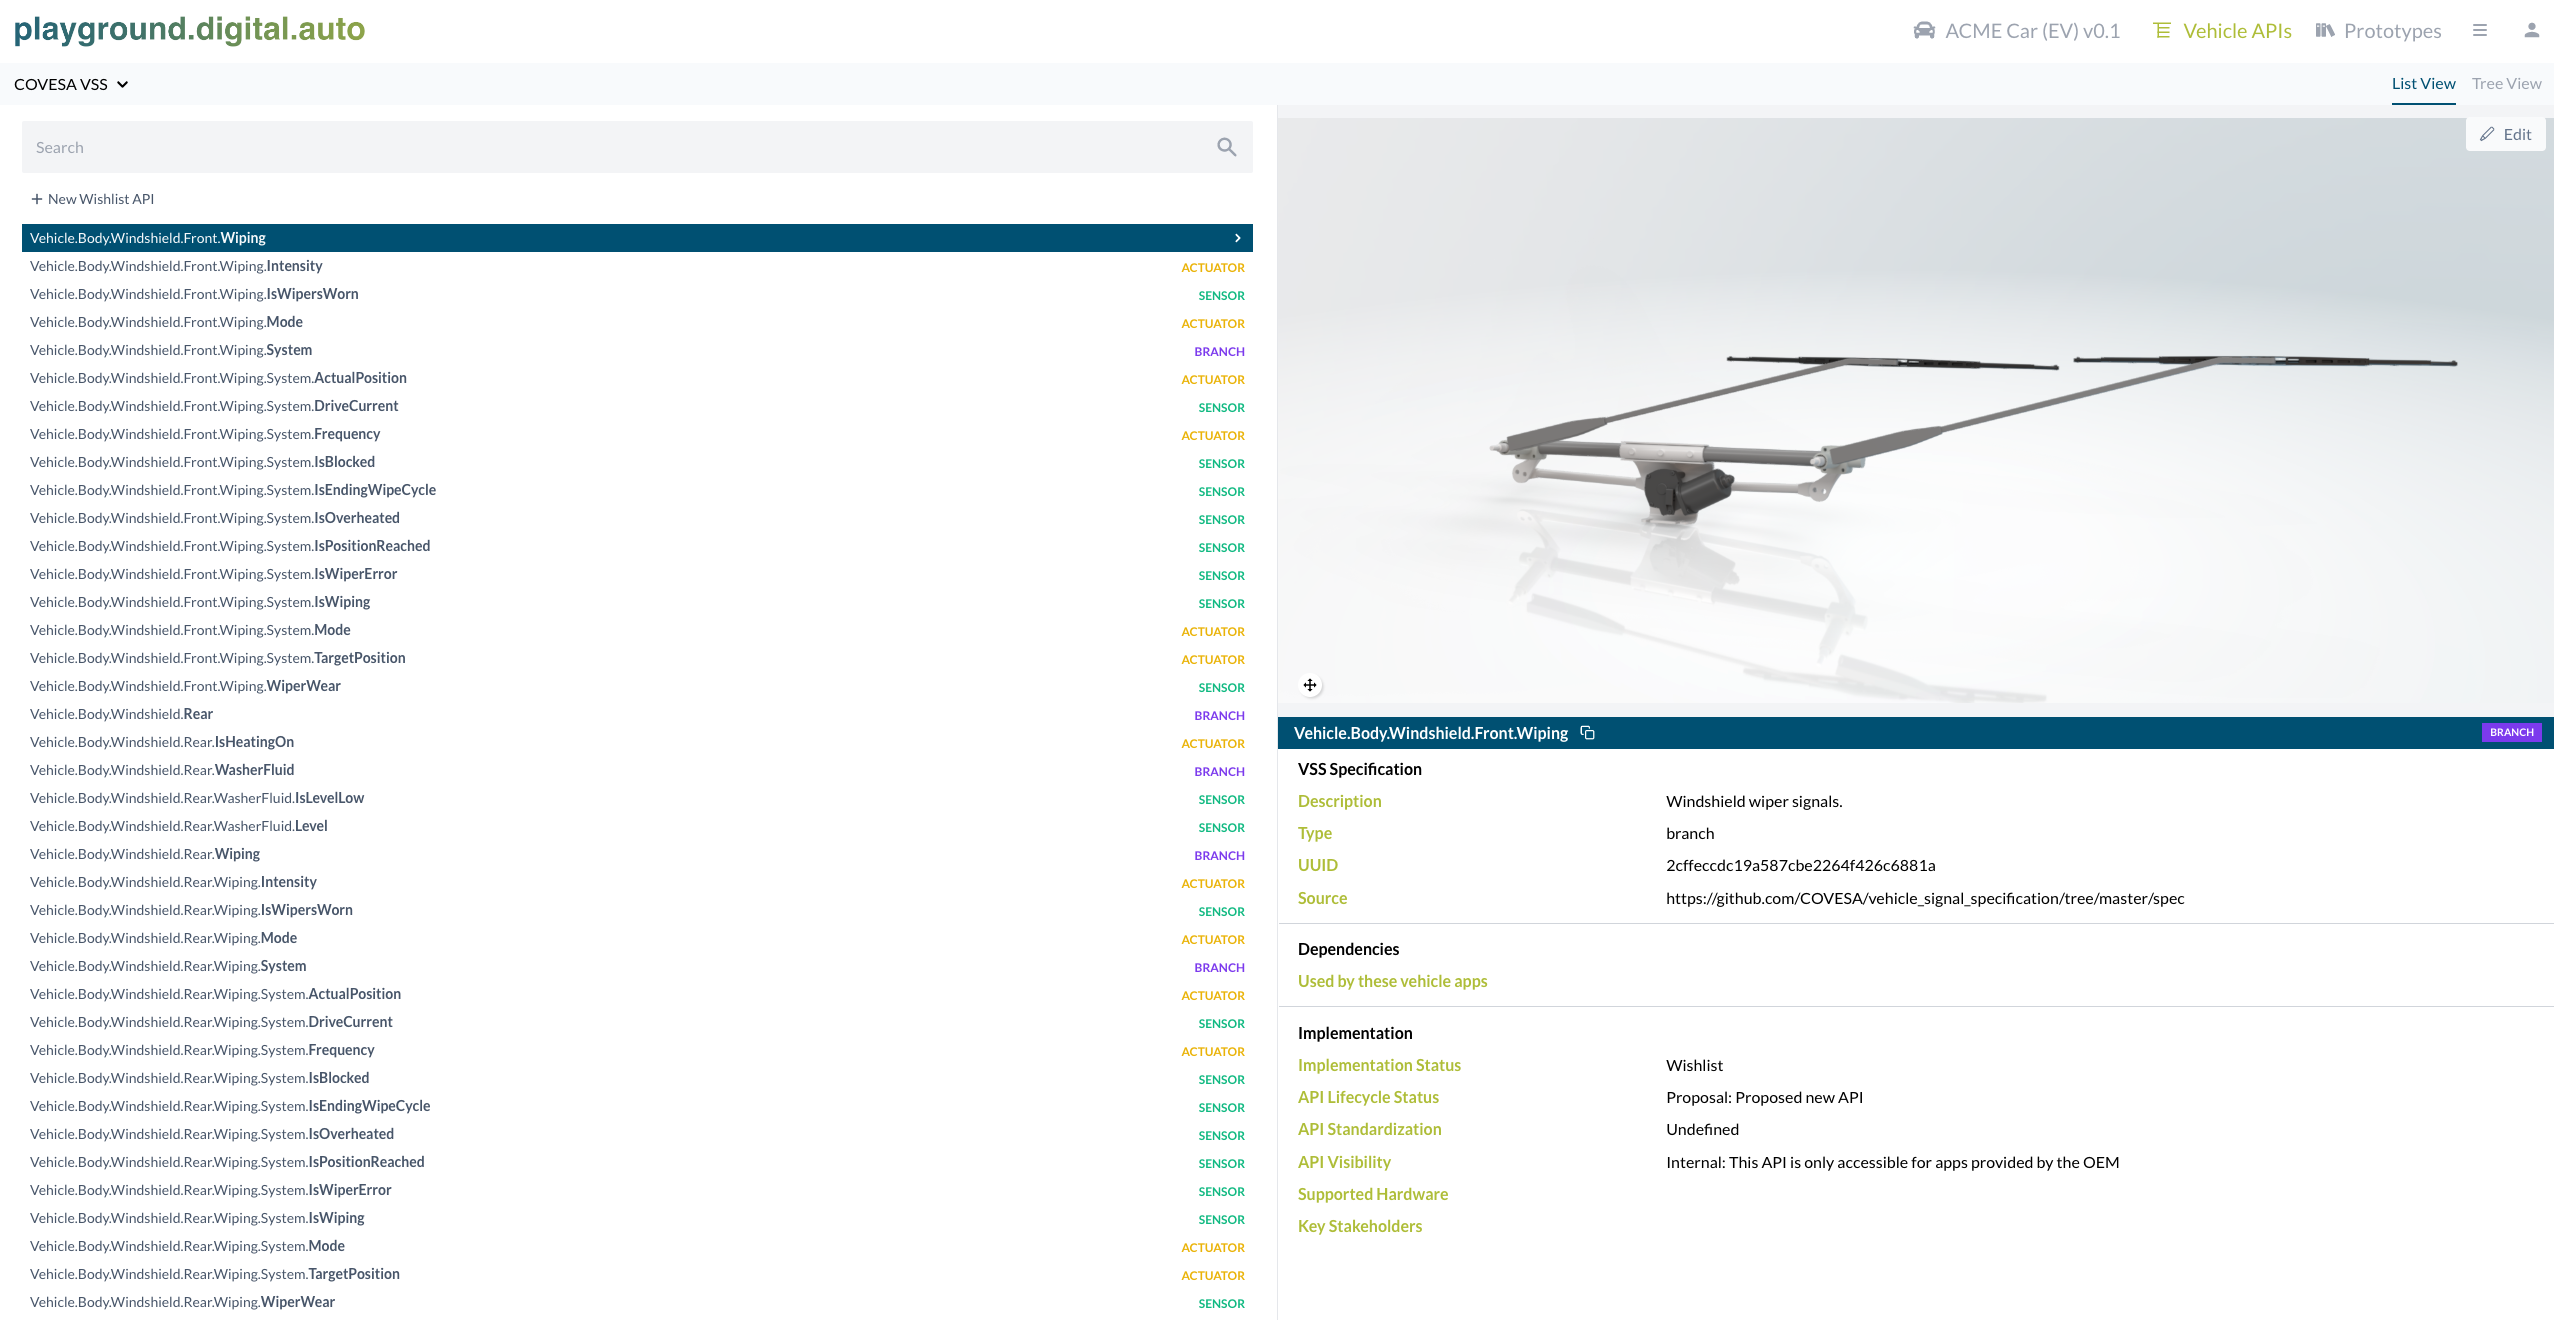 playground.digital.auto
ACME Car (EV) v0.1
Vehicle APIs
Prototypes
COVESA VSS
List View
Tree View
Search
New Wishlist API
Vehicle.Body.Windshield.Front.Wiping
Vehicle.Body.Windshield.Front.Wiping.Intensity ACTUATOR
Vehicle.Body.Windshield.Front.Wiping.IsWipersWorn SENSOR
Vehicle.Body.Windshield.Front.Wiping.Mode ACTUATOR
Vehicle.Body.Windshield.Front.Wiping.System BRANCH
Vehicle.Body.Windshield.Front.Wiping.System.ActualPosition ACTUATOR
Vehicle.Body.Windshield.Front.Wiping.System.DriveCurrent SENSOR
Vehicle.Body.Windshield.Front.Wiping.System.Frequency ACTUATOR
Vehicle.Body.Windshield.Front.Wiping.System.IsBlocked SENSOR
Vehicle.Body.Windshield.Front.Wiping.System.IsEndingWipeCycle SENSOR
Vehicle.Body.Windshield.Front.Wiping.System.IsOverheated SENSOR
Vehicle.Body.Windshield.Front.Wiping.System.IsPositionReached SENSOR
Vehicle.Body.Windshield.Front.Wiping.System.IsWiperError SENSOR
Vehicle.Body.Windshield.Front.Wiping.System.IsWiping SENSOR
Vehicle.Body.Windshield.Front.Wiping.System.Mode ACTUATOR
Vehicle.Body.Windshield.Front.Wiping.System.TargetPosition ACTUATOR
Vehicle.Body.Windshield.Front.Wiping.WiperWear SENSOR
Vehicle.Body.Windshield.Rear BRANCH
Vehicle.Body.Windshield.Rear.IsHeatingOn ACTUATOR
Vehicle.Body.Windshield.Rear.WasherFluid BRANCH
Vehicle.Body.Windshield.Rear.WasherFluid.IsLevelLow SENSOR
Vehicle.Body.Windshield.Rear.WasherFluid.Level SENSOR
Vehicle.Body.Windshield.Rear.Wiping BRANCH
Vehicle.Body.Windshield.Rear.Wiping.Intensity ACTUATOR
Vehicle.Body.Windshield.Rear.Wiping.IsWipersWorn SENSOR
Vehicle.Body.Windshield.Rear.Wiping.Mode ACTUATOR
Vehicle.Body.Windshield.Rear.Wiping.System BRANCH
Vehicle.Body.Windshield.Rear.Wiping.System.ActualPosition ACTUATOR
Vehicle.Body.Windshield.Rear.Wiping.System.DriveCurrent SENSOR
Vehicle.Body.Windshield.Rear.Wiping.System.Frequency ACTUATOR
Vehicle.Body.Windshield.Rear.Wiping.System.IsBlocked SENSOR
Vehicle.Body.Windshield.Rear.Wiping.System.IsEndingWipeCycle SENSOR
Vehicle.Body.Windshield.Rear.Wiping.System.IsOverheated SENSOR
Vehicle.Body.Windshield.Rear.Wiping.System.IsPositionReached SENSOR
Vehicle.Body.Windshield.Rear.Wiping.System.IsWiperError SENSOR
Vehicle.Body.Windshield.Rear.Wiping.System.IsWiping SENSOR
Vehicle.Body.Windshield.Rear.Wiping.System.Mode ACTUATOR
Vehicle.Body.Windshield.Rear.Wiping.System.TargetPosition ACTUATOR
Vehicle.Body.Windshield.Rear.Wiping.WiperWear SENSOR
Edit
Vehicle.Body.Windshield.Front.Wiping BRANCH
VSS Specification
Description Windshield wiper signals.
Type branch
UUID 2cffeccdc19a587cbe2264f426c6881a
Source https://github.com/COVESA/vehicle_signal_specification/tree/master/spec
Dependencies
Used by these vehicle apps
Implementation
Implementation Status Wishlist
API Lifecycle Status Proposal: Proposed new API
API Standardization Undefined
API Visibility Internal: This API is only accessible for apps provided by the OEM
Supported Hardware
Key Stakeholders